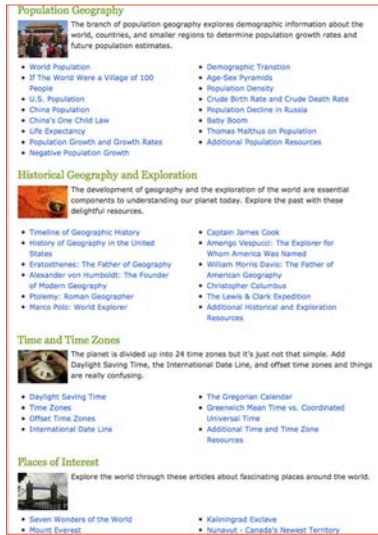 Population Geography
The branch of population geography explores demographic information about the
world, countries, and smaller regions to determine population growth rates and
future population estimates.
World Population
If The World Were a Village of 100
People
U.S. Population
China Population
China's One Child Law
Life Expectancy
Population Growth and Growth Rates
Negative Population Growth
Demographic Transtion
Age-Sex Pyramids
Population Density
Crude Birth Rate and Crude Death Rate
Population Decline in Russia
Baby Boom
Thomas Malthus on Population
Additional Population Resources
Historical Geography and Exploration
The development of geography and the exploration of the world are essential
components to understanding our planet today. Explore the past with these
delightful resources.
Timeline of Geographic History
History of Geography in the United
States
Eratosthenes: The Father of Geography
Alexander von Humboldt: The Founder
of Modern Geography
Ptolemy: Roman Geographer
Marco Polo: World Explorer
Captain James Cook
Amerigo Vespucci: The Explorer for
Whom America Was Named
William Morris Davis: The Father of
American Geography
Christopher Columbus
The Lewis & Clark Expedition
Additional Historical and Exploration
Resources
Time and Time Zones
The planet is divided up into 24 time zones but it's just not that simple. Add
Daylight Saving Time, the International Date Line, and offset time zones and things
are really confusing.
Daylight Saving Time
Time Zones
Offset Time Zones
International Date Line
The Gregorian Calendar
Greenwich Mean Time vs. Coordinated
Universal Time
Additional Time and Time Zone
Resources
Places of Interest
Explore the world through these articles about fascinating places around the world.
Seven Wonders of the World
Mount Everest
Kaliningrad Exclave
Nunavut - Canada's Newest Territory